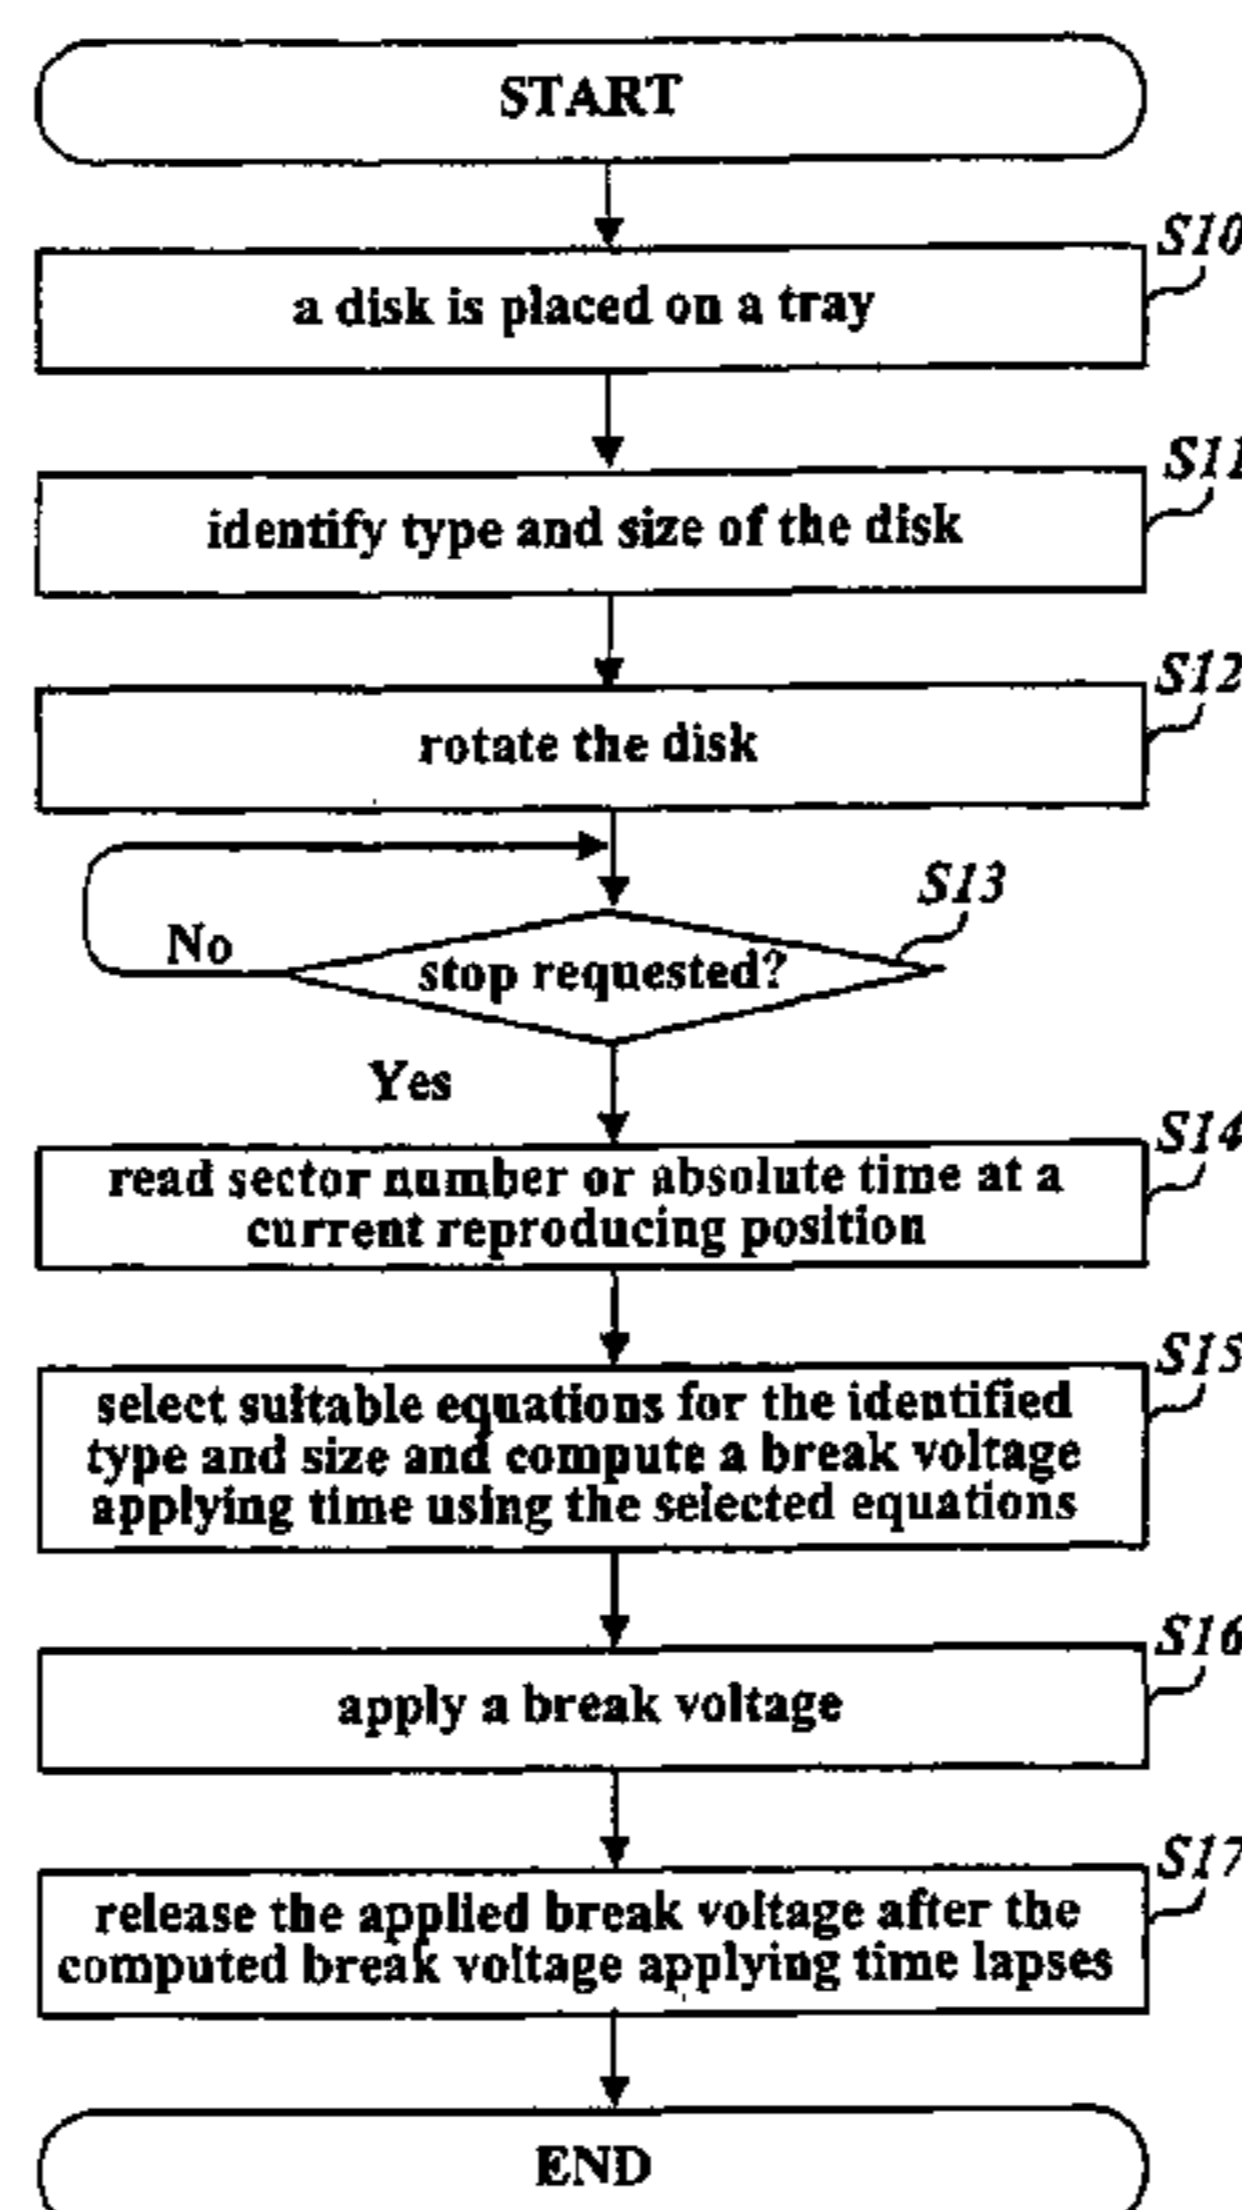 START
S10
a disk is placed on a tray
S11
identify type and size of the disk
S12
rotate the disk
S13
No
stop requested?
Yes
S14
read sector number or absolute time at a
current reproducing position
S15
select suitable equations for the identified
type and size and compute a break voltage
applying time using the selected equations
S16
apply a break voltage
S17
release the applied break voltage after the
computed break voltage applying time lapses
END